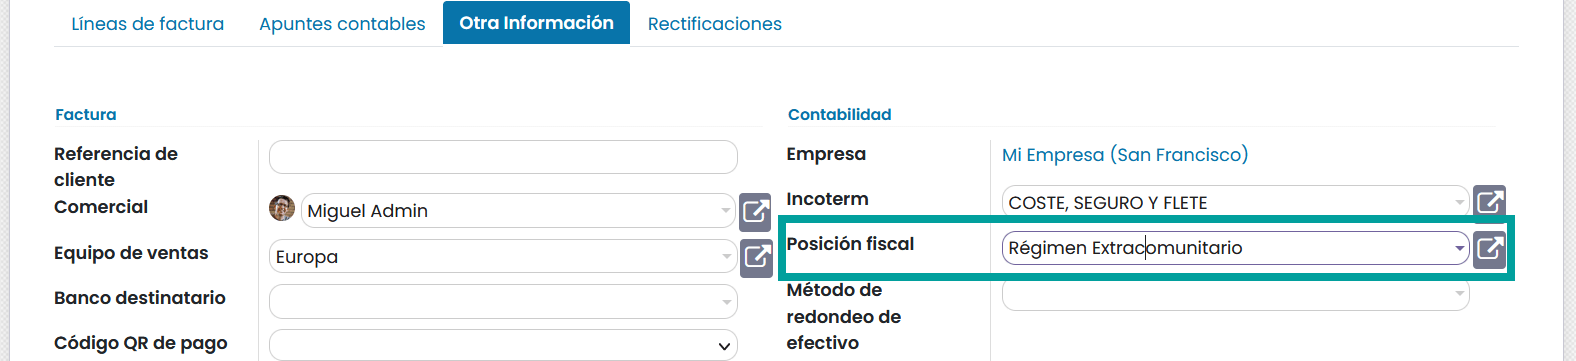 Líneas de factura Apuntes contables Otra Información Rectificaciones
Factura
Referencia de
cliente
Comercial Miguel Admin
Equipo de ventas Europa
Banco destinatario
Código QR de pago
Contabilidad
Empresa Mi Empresa (San Francisco)
Incoterm COSTE, SEGURO Y FLETE
Posición fiscal Régimen Extracomunitario
Método de
redondeo de
efectivo